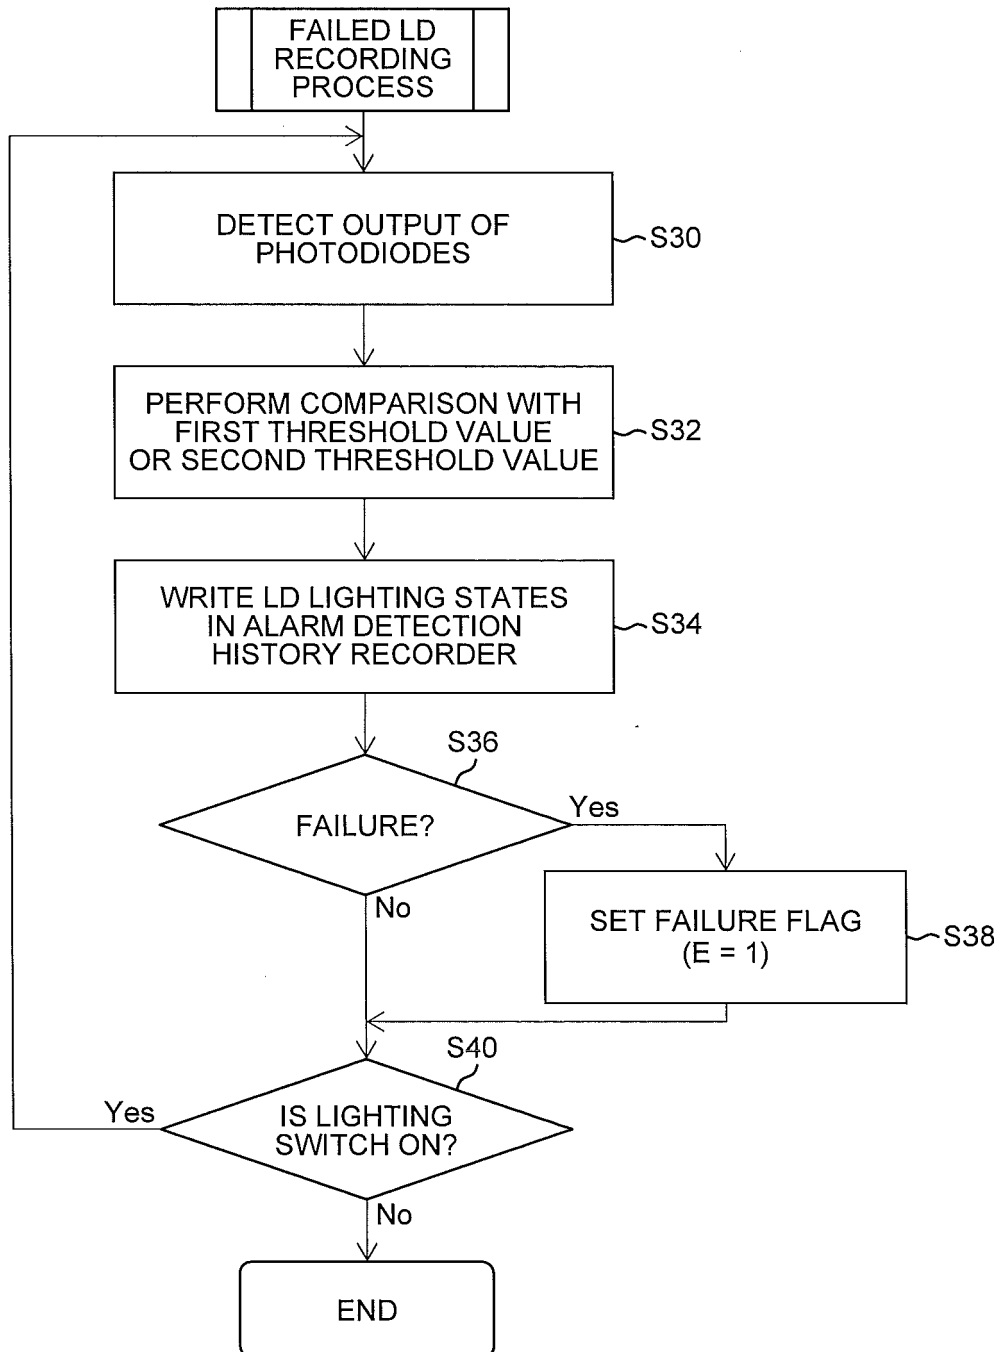 FAILED LD
RECORDING
PROCESS
DETECT OUTPUT OF
PHOTODIODES
S30
PERFORM COMPARISON WITH
FIRST THRESHOLD VALUE
OR SECOND THRESHOLD VALUE
S32
WRITE LD LIGHTING STATES
IN ALARM DETECTION
HISTORY RECORDER
S34
S36
FAILURE?
Yes
No
SET FAILURE FLAG
(E = 1)
S38
S40
IS LIGHTING
SWITCH ON?
Yes
No
END